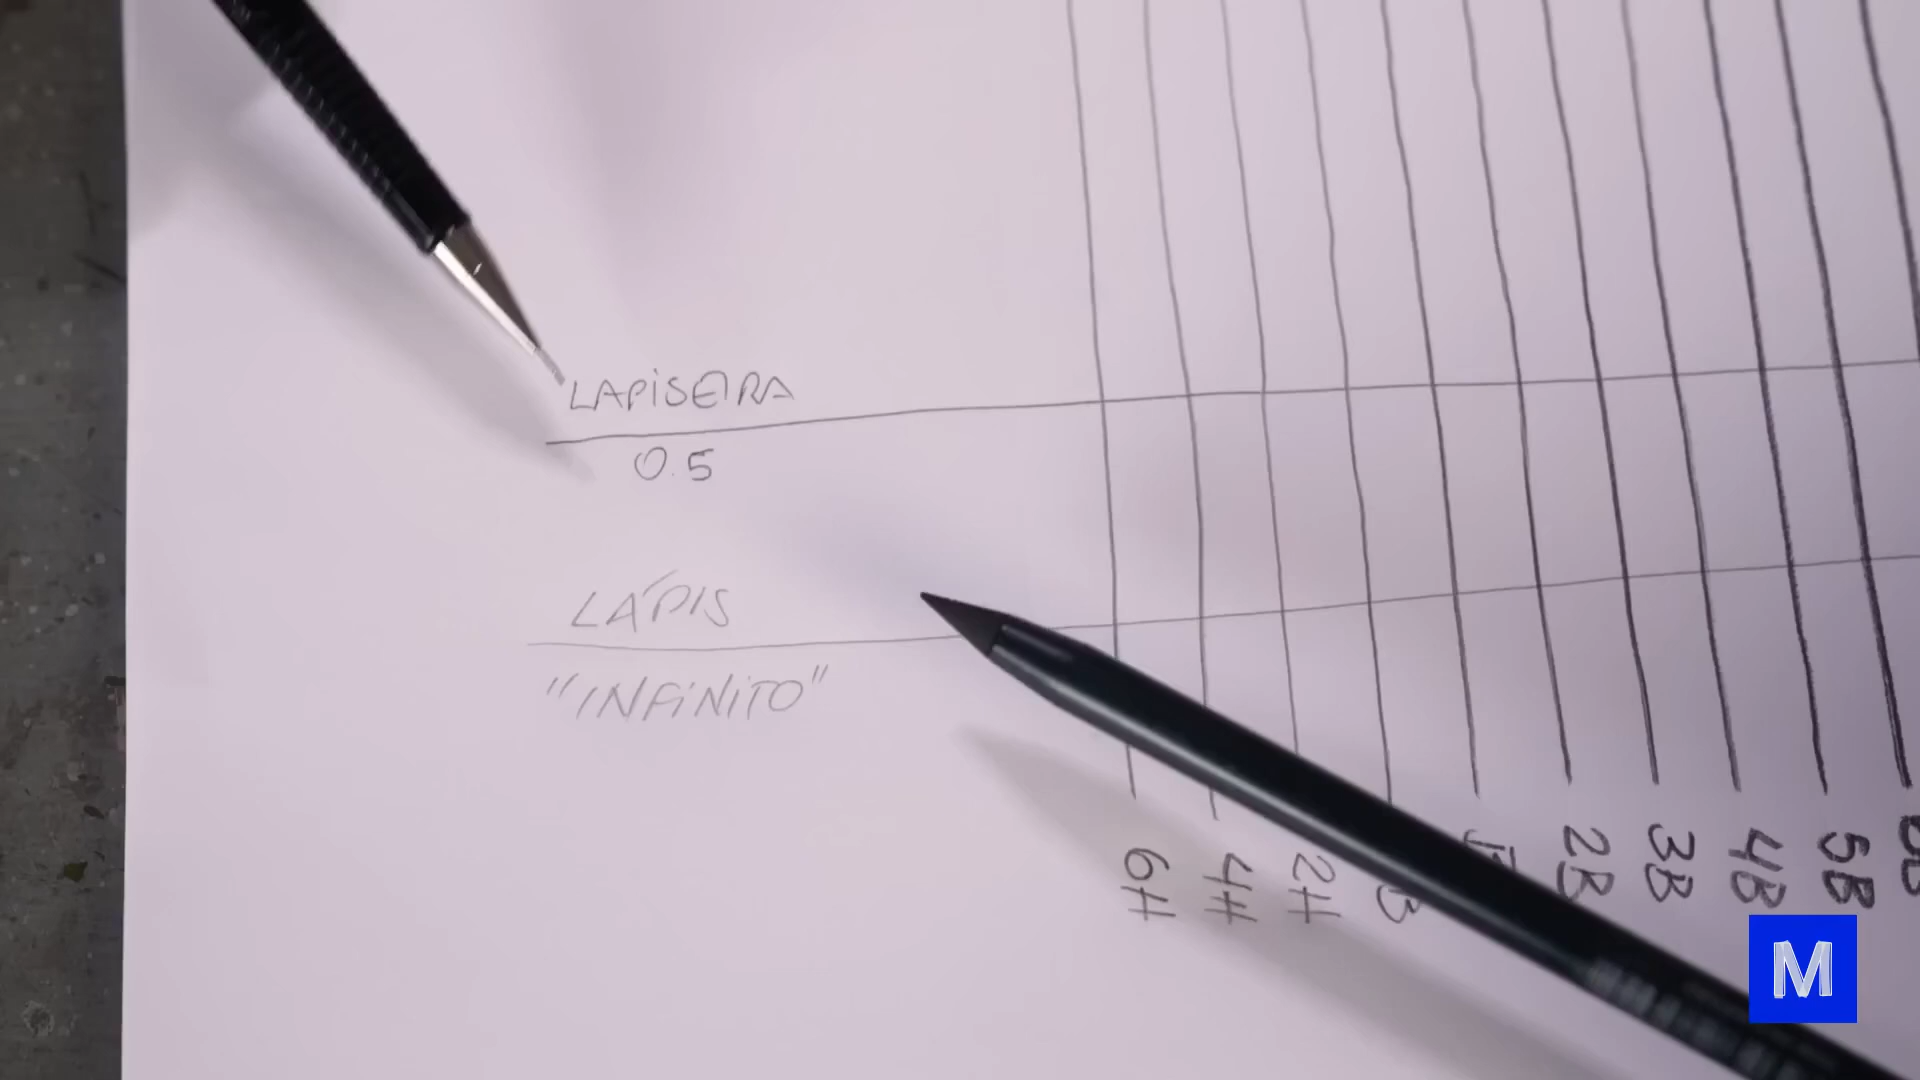 LAPiSEIRA
0.5
LÁPIS
"INFiNiTO"
6H
4H
2H
2B
3B
4B
5B
M